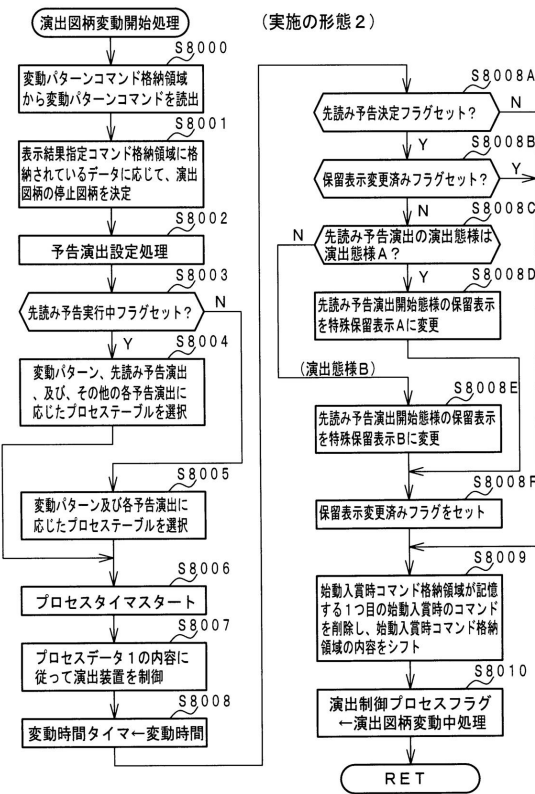 演出図柄変動開始処理
(実施の形態2)
S8000
変動パターンコマンド格納領域
から変動パターンコマンドを読出
S8001
表示結果指定コマンド格納領域に格
納されているデータに応じて、演出
図柄の停止図柄を決定
S8002
予告演出設定処理
S8003
先読み予告実行中フラグセット?
N
Y
S8004
変動パターン、先読み予告演出
、及び、その他の各予告演出に
応じたプロセステーブルを選択
S8005
変動パターン及び各予告演出に
応じたプロセステーブルを選択
S8006
プロセスタイマスタート
S8007
プロセスデータ1の内容に
従って演出装置を制御
S8008
変動時間タイマ←変動時間
S8008A
先読み予告決定フラグセット?
N
Y
S8008B
保留表示変更済みフラグセット?
Y
N
S8008C
N
先読み予告演出の演出態様は
演出態様A?
Y
S8008D
先読み予告演出開始態様の保留表示
を特殊保留表示Aに変更
(演出態様B)
S8008E
先読み予告演出開始態様の保留表示
を特殊保留表示Bに変更
S8008F
保留表示変更済みフラグをセット
S8009
始動入賞時コマンド格納領域が記憶
する1つ目の始動入賞時のコマンド
を削除し、始動入賞時コマンド格納
領域の内容をシフト
S8010
演出制御プロセスフラグ
←演出図柄変動中処理
RET